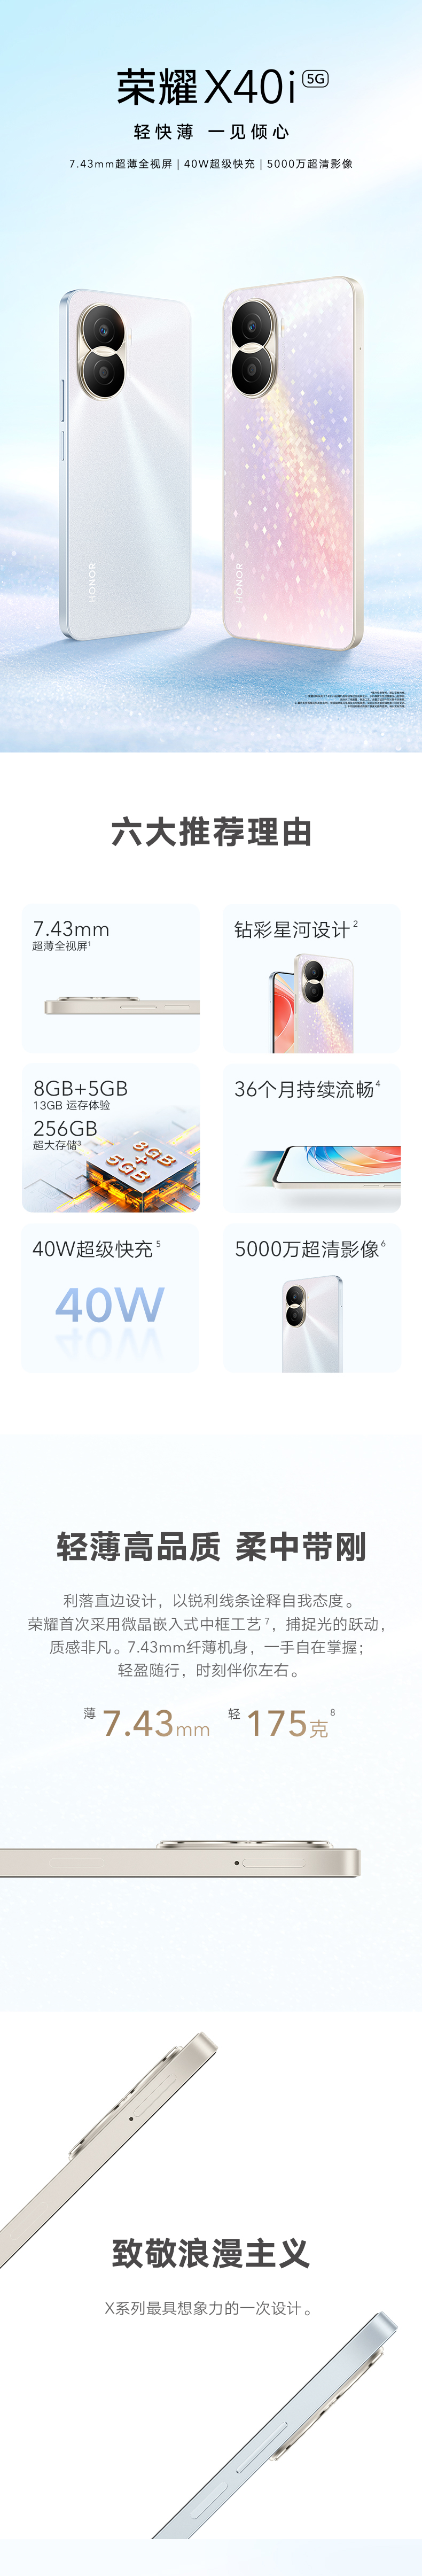 荣耀X40i 5G
轻快薄 一见倾心
7.43mm超薄全视屏 | 40W超级快充 | 5000万超清影像
HONOR
HONOR
六大推荐理由
7.43mm
超薄全视屏1
钻彩星河设计2
8GB+5GB
13GB 运存体验
256GB
超大存储3
8GB
+
5GB
36个月持续流畅4
40W超级快充5
40W
5000万超清影像6
轻薄高品质 柔中带刚
利落直边设计，以锐利线条诠释自我态度。
荣耀首次采用微晶嵌入式中框工艺7，捕捉光的跃动，
质感非凡。7.43mm纤薄机身，一手自在掌握；
轻盈随行，时刻伴你左右。
薄 7.43mm 轻 175克8
致敬浪漫主义
X系列最具想象力的一次设计。